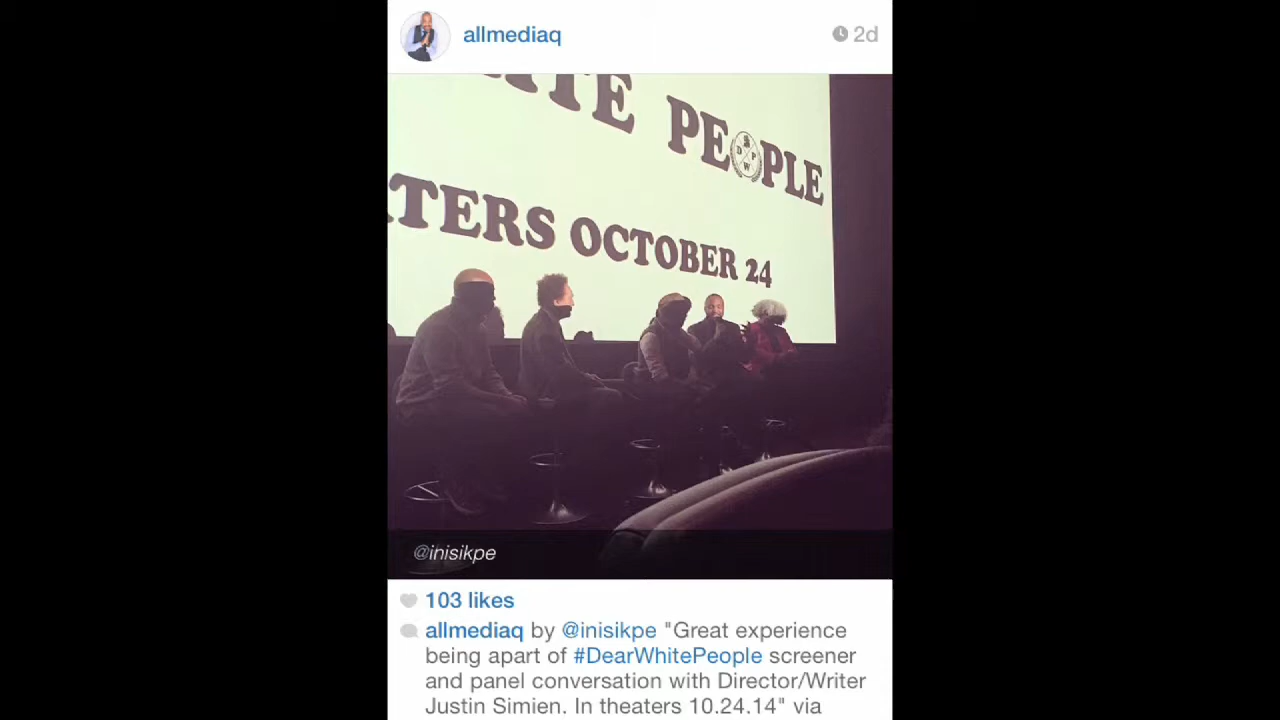 allmediaq
2d
PEOPLE
D P
W
OCTOBER 24
@inisikpe
103 likes
allmediaq by @inisikpe "Great experience
being apart of #DearWhitePeople screener
and panel conversation with Director/Writer
Justin Simien. In theaters 10.24.14" via